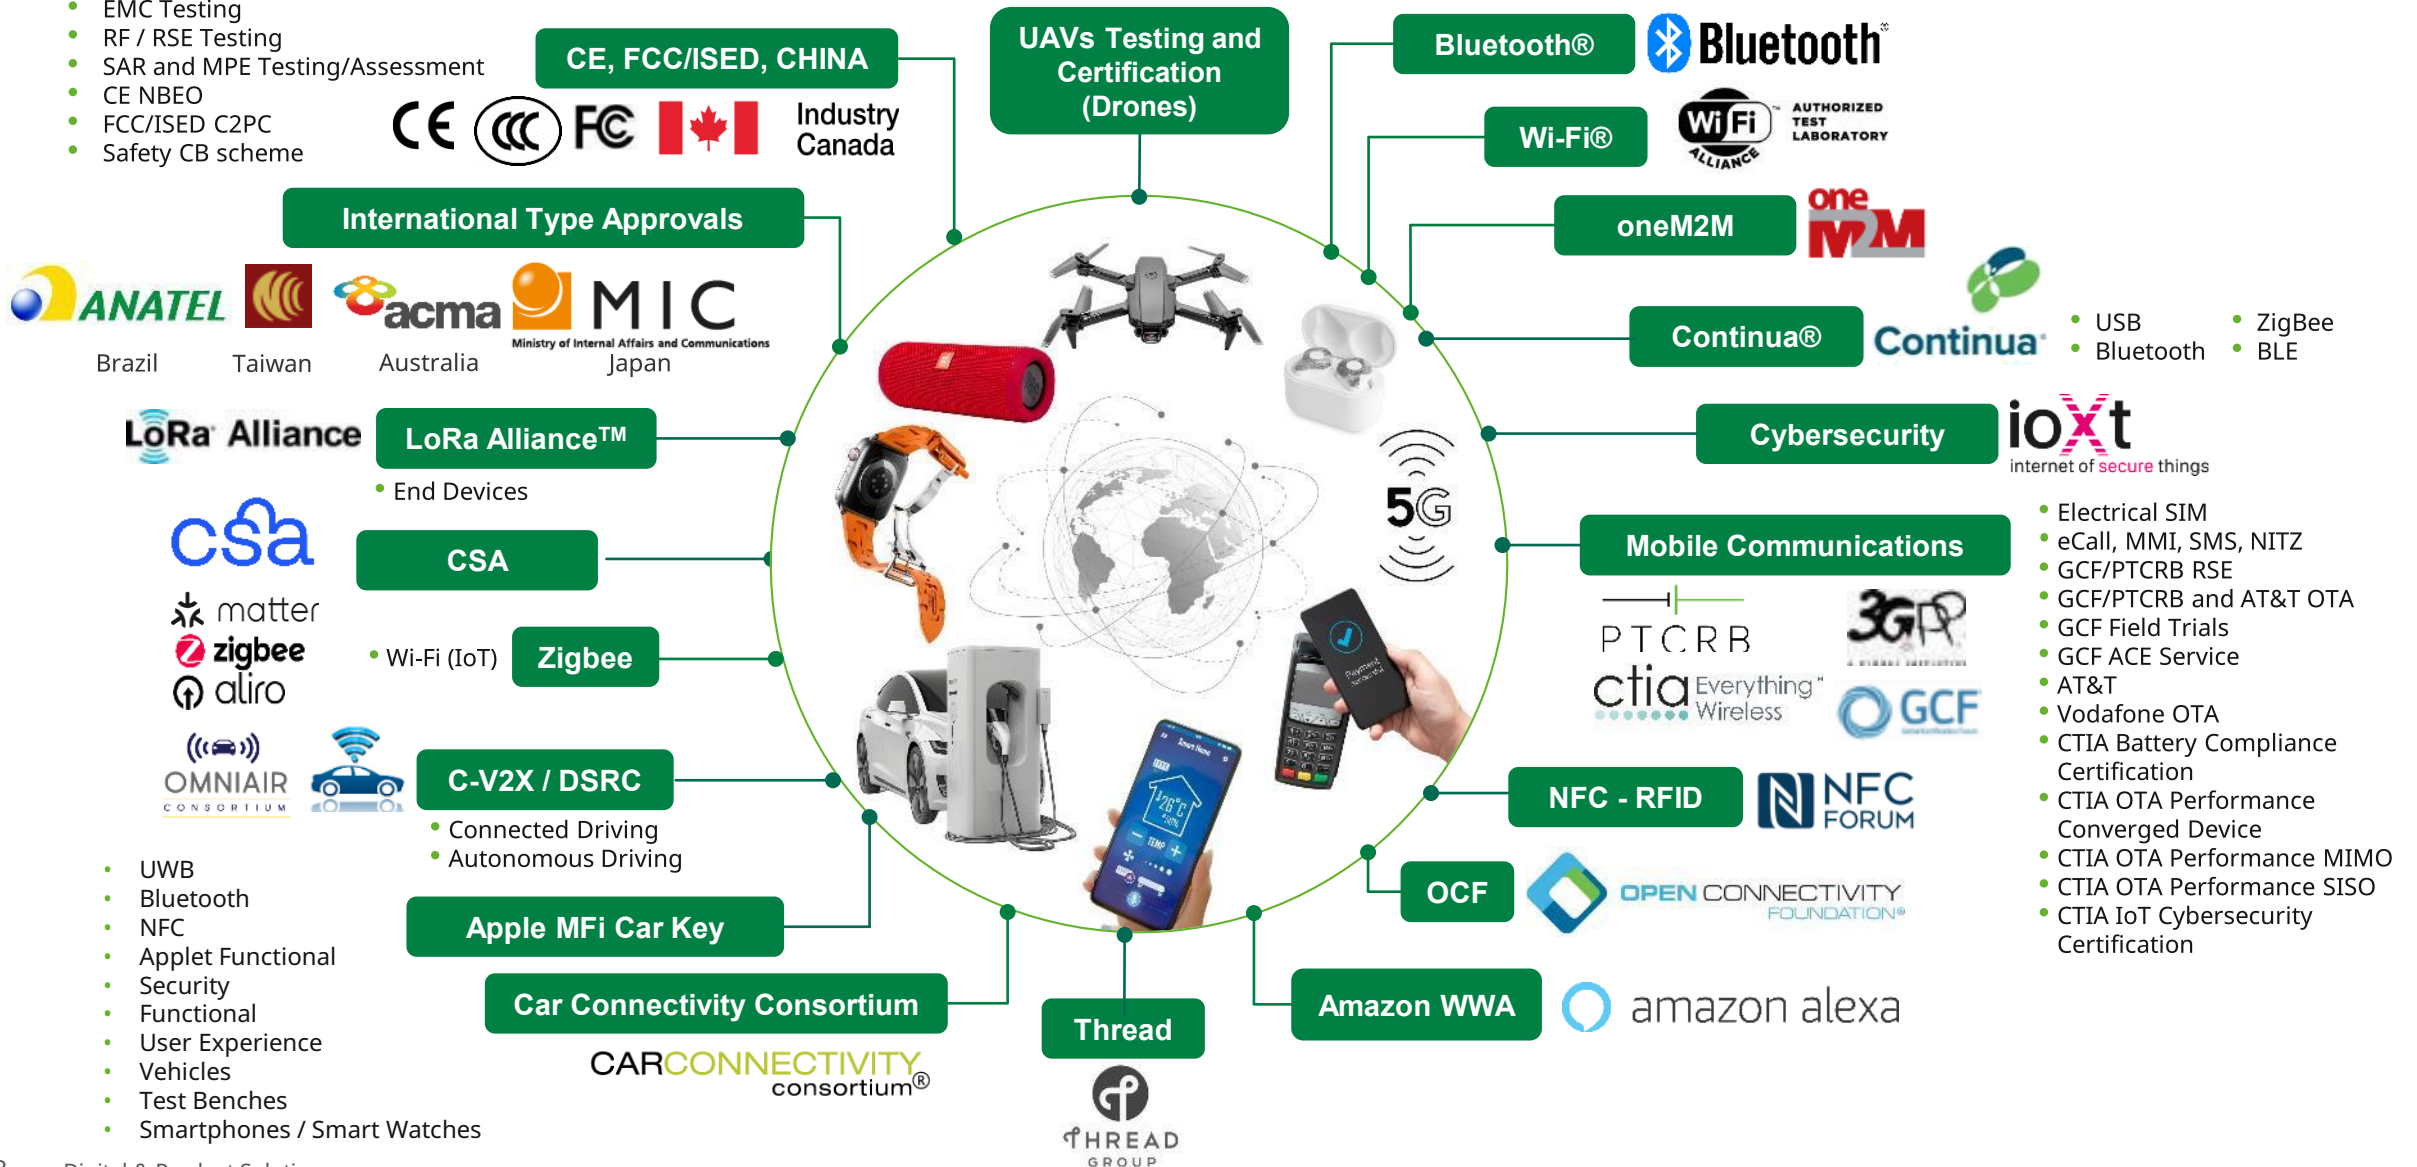 EMC Testing
RF / RSE Testing
SAR and MPE Testing/Assessment
CE NBEO
FCC/ISED C2PC
Safety CB scheme
CE, FCC/ISED, CHINA
CE
CCC
FC
Industry
Canada
UAVs Testing and
Certification
(Drones)
Bluetooth®
Bluetooth
Wi-Fi®
Wi Fi
ALLIANCE
AUTHORIZED
TEST
LABORATORY
oneM2M
one
M2M
International Type Approvals
ANATEL
Brazil
Taiwan
acma
Australia
MIC
Ministry of Internal Affairs and Communications
Japan
Continua®
Continua
USB
Bluetooth
ZigBee
BLE
LoRa Alliance
LoRa Alliance™
End Devices
Cybersecurity
ioXt
internet of secure things
csa
CSA
matter
zigbee
aliro
Wi-Fi (IoT)
Zigbee
5G
Mobile Communications
PTCRB
3GPP
ctia Everything
Wireless
GCF
Electrical SIM
eCall, MMI, SMS, NITZ
GCF/PTCRB RSE
GCF/PTCRB and AT&T OTA
GCF Field Trials
GCF ACE Service
AT&T
Vodafone OTA
CTIA Battery Compliance
Certification
CTIA OTA Performance
Converged Device
CTIA OTA Performance MIMO
CTIA OTA Performance SISO
CTIA IoT Cybersecurity
Certification
OMNIAIR
CONSORTIUM
C-V2X / DSRC
Connected Driving
Autonomous Driving
NFC - RFID
NFC
FORUM
OCF
OPEN CONNECTIVITY
FOUNDATION®
UWB
Bluetooth
NFC
Applet Functional
Security
Functional
User Experience
Vehicles
Test Benches
Smartphones / Smart Watches
Apple MFi Car Key
Car Connectivity Consortium
CARCONNECTIVITY
consortium®
Smart Home
26°C
TEMP
Payment
Thread
THREAD
GROUP
Amazon WWA
amazon alexa